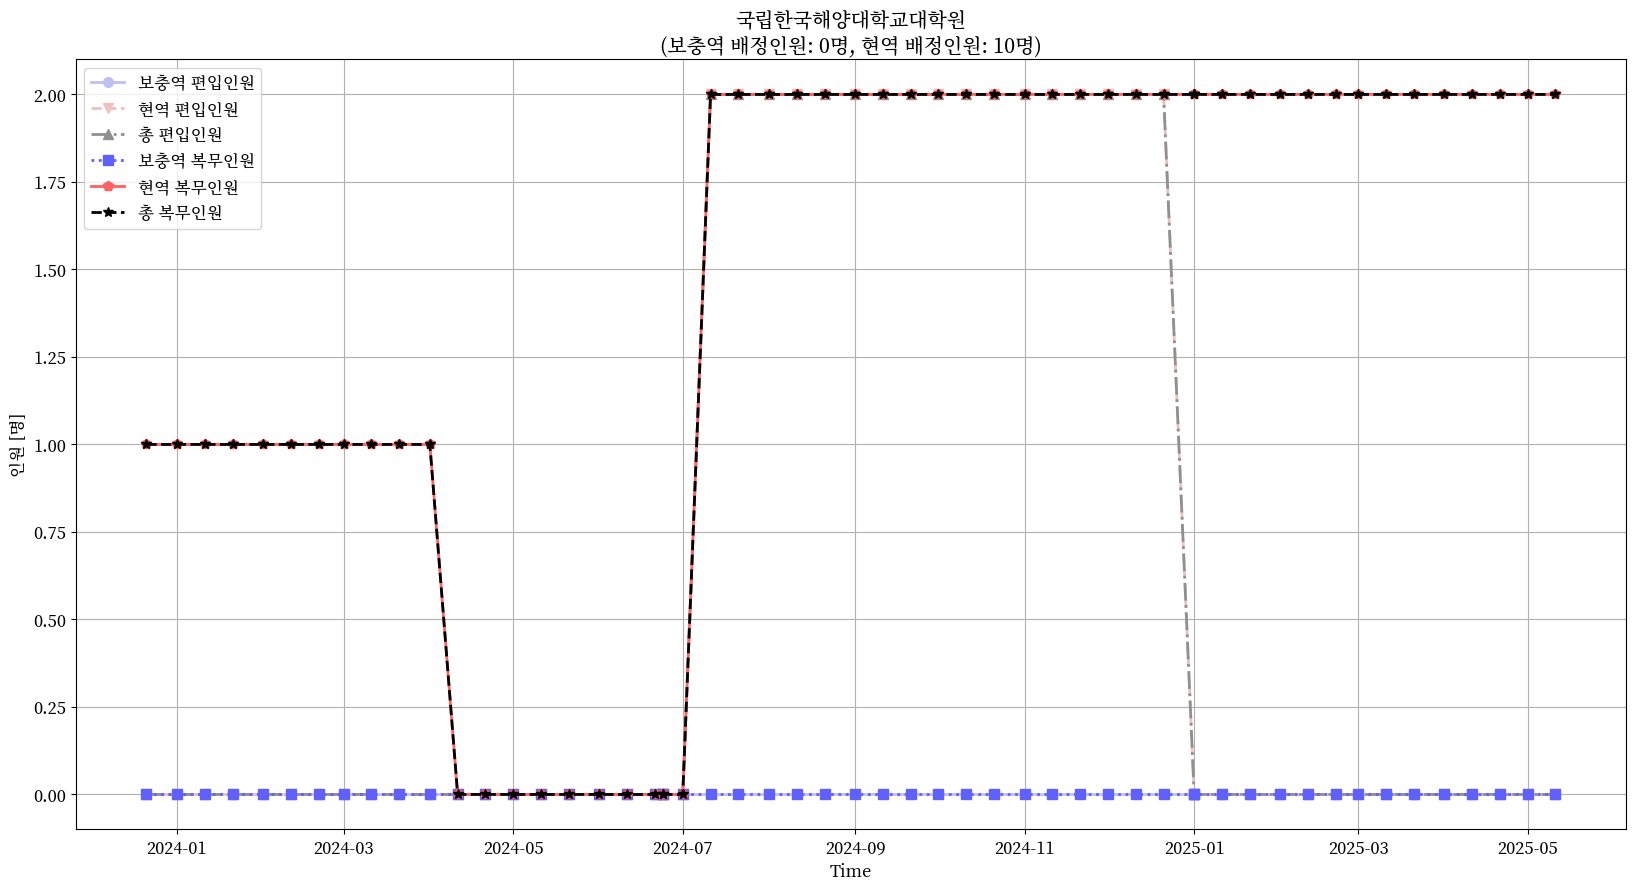 국립한국해양대학교대학원
(보충역 배정인원: 0명, 현역 배정인원: 10명)
보충역 편입인원
현역 편입인원
총 편입인원
보충역 복무인원
현역 복무인원
총 복무인원
2.00
1.75
1.50
1.25
1.00
0.75
0.50
0.25
0.00
인원 [명]
2024-01
2024-03
2024-05
2024-07
2024-09
2024-11
2025-01
2025-03
2025-05
Time